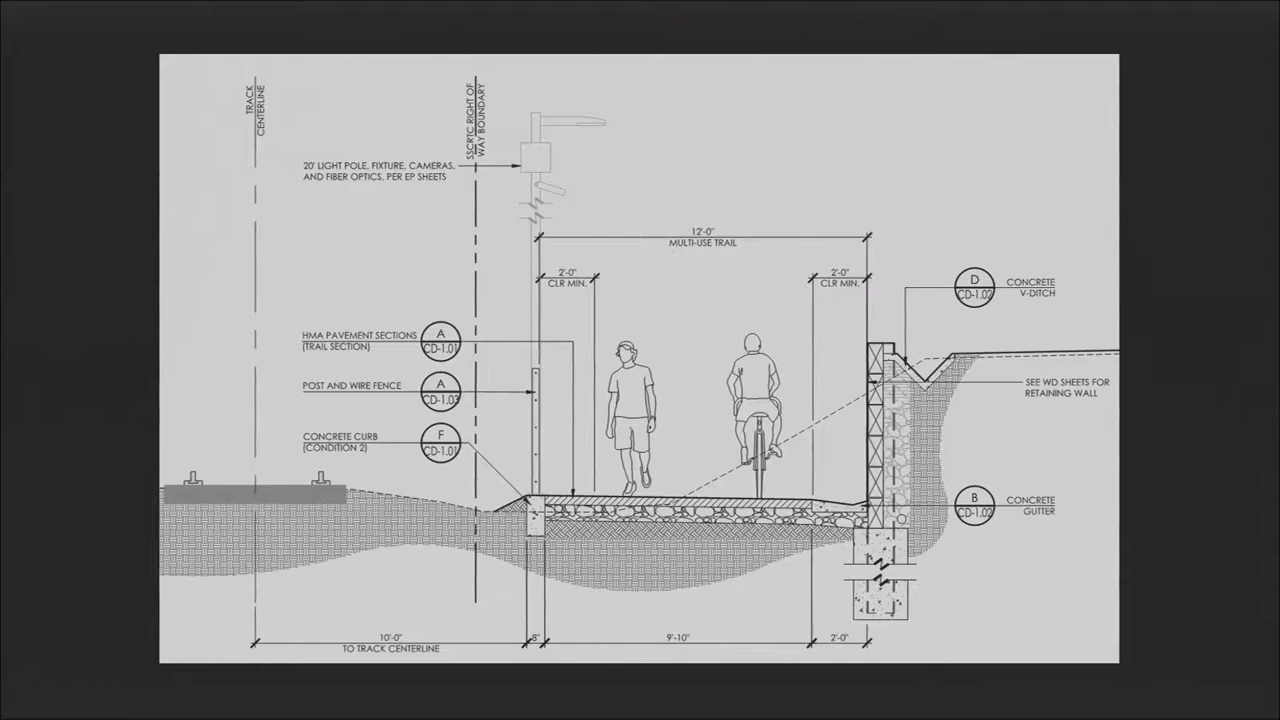 TRACK
CENTERLINE
SSCRTC RIGHT OF
WAY BOUNDARY
20' LIGHT POLE, FIXTURE, CAMERAS,
AND FIBER OPTICS, PER EP SHEETS
12'-0"
MULTI-USE TRAIL
2'-0"
CLR MIN.
2'-0"
CLR MIN.
D
CD-1.02
CONCRETE
V-DITCH
HMA PAVEMENT SECTIONS
(TRAIL SECTION)
A
CD-1.01
POST AND WIRE FENCE
A
CD-1.03
SEE WD SHEETS FOR
RETAINING WALL
CONCRETE CURB
(CONDITION 2)
F
CD-1.01
B
CD-1.02
CONCRETE
GUTTER
10'-0"
TO TRACK CENTERLINE
8"
9'-10"
2'-0"